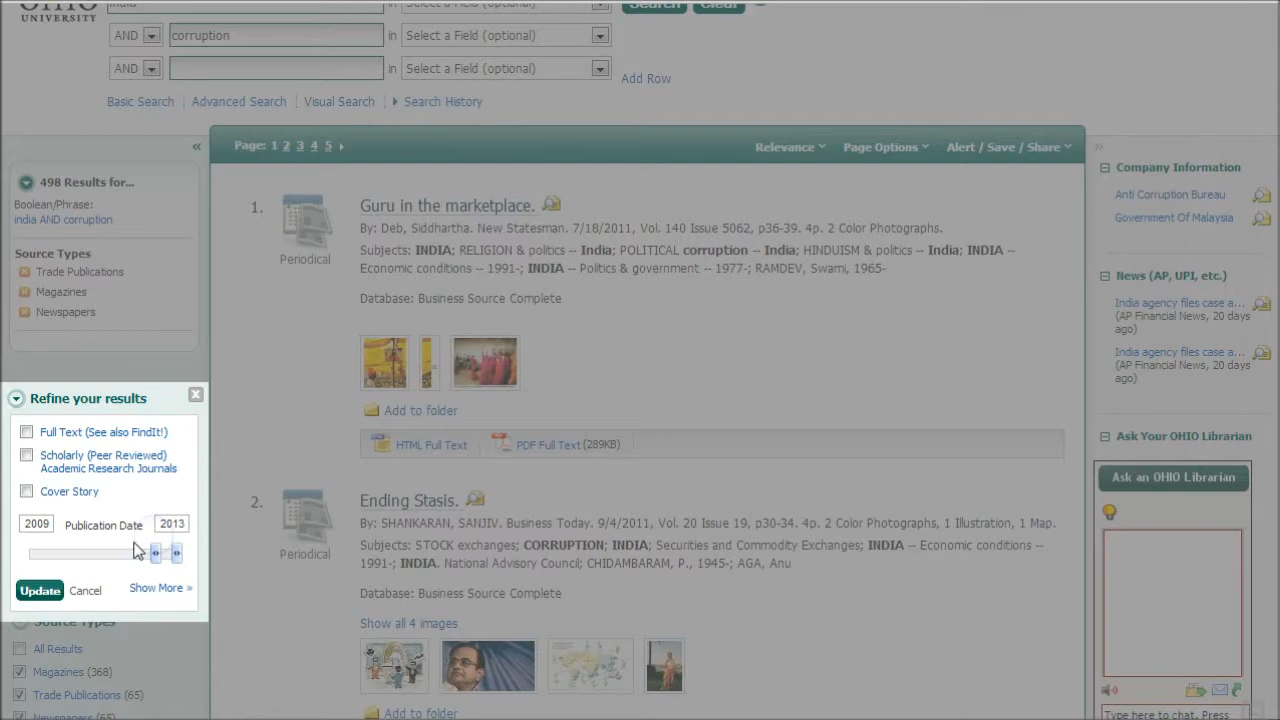 OHIO
UNIVERSITY
india
in
Select a Field (optional)
Search
Clear
AND
corruption
in
Select a Field (optional)
AND
in
Select a Field (optional)
Add Row
Basic Search
Advanced Search
Visual Search
Search History
«
Page: 1 2 3 4 5
Relevance
Page Options
Alert / Save / Share
»
498 Results for...
Boolean/Phrase:
india AND corruption
Source Types
Trade Publications
Magazines
Newspapers
Refine your results
Full Text (See also FindIt!)
Scholarly (Peer Reviewed)
Academic Research Journals
Cover Story
2009
Publication Date
2013
Update
Cancel
Show More »
Source Types
All Results
Magazines (368)
Trade Publications (65)
Newspapers (65)
1.
Periodical
Guru in the marketplace.
By: Deb, Siddhartha. New Statesman. 7/18/2011, Vol. 140 Issue 5062, p36-39. 4p. 2 Color Photographs.
Subjects: INDIA; RELIGION & politics -- India; POLITICAL corruption -- India; HINDUISM & politics -- India; INDIA --
Economic conditions -- 1991-; INDIA -- Politics & government -- 1977-; RAMDEV, Swami, 1965-
Database: Business Source Complete
Add to folder
HTML Full Text
PDF Full Text (289KB)
2.
Periodical
Ending Stasis.
By: SHANKARAN, SANJIV. Business Today. 9/4/2011, Vol. 20 Issue 19, p30-34. 4p. 2 Color Photographs, 1 Illustration, 1 Map.
Subjects: STOCK exchanges; CORRUPTION; INDIA; Securities and Commodity Exchanges; INDIA -- Economic conditions --
1991-; INDIA. National Advisory Council; CHIDAMBARAM, P., 1945-; AGA, Anu
Database: Business Source Complete
Show all 4 images
Add to folder
Company Information
Anti Corruption Bureau
Government Of Malaysia
News (AP, UPI, etc.)
India agency files case a...
(AP Financial News, 20 days
ago)
India agency files case a...
(AP Financial News, 20 days
ago)
Ask Your OHIO Librarian
Ask an OHIO Librarian
Type here to chat. Press